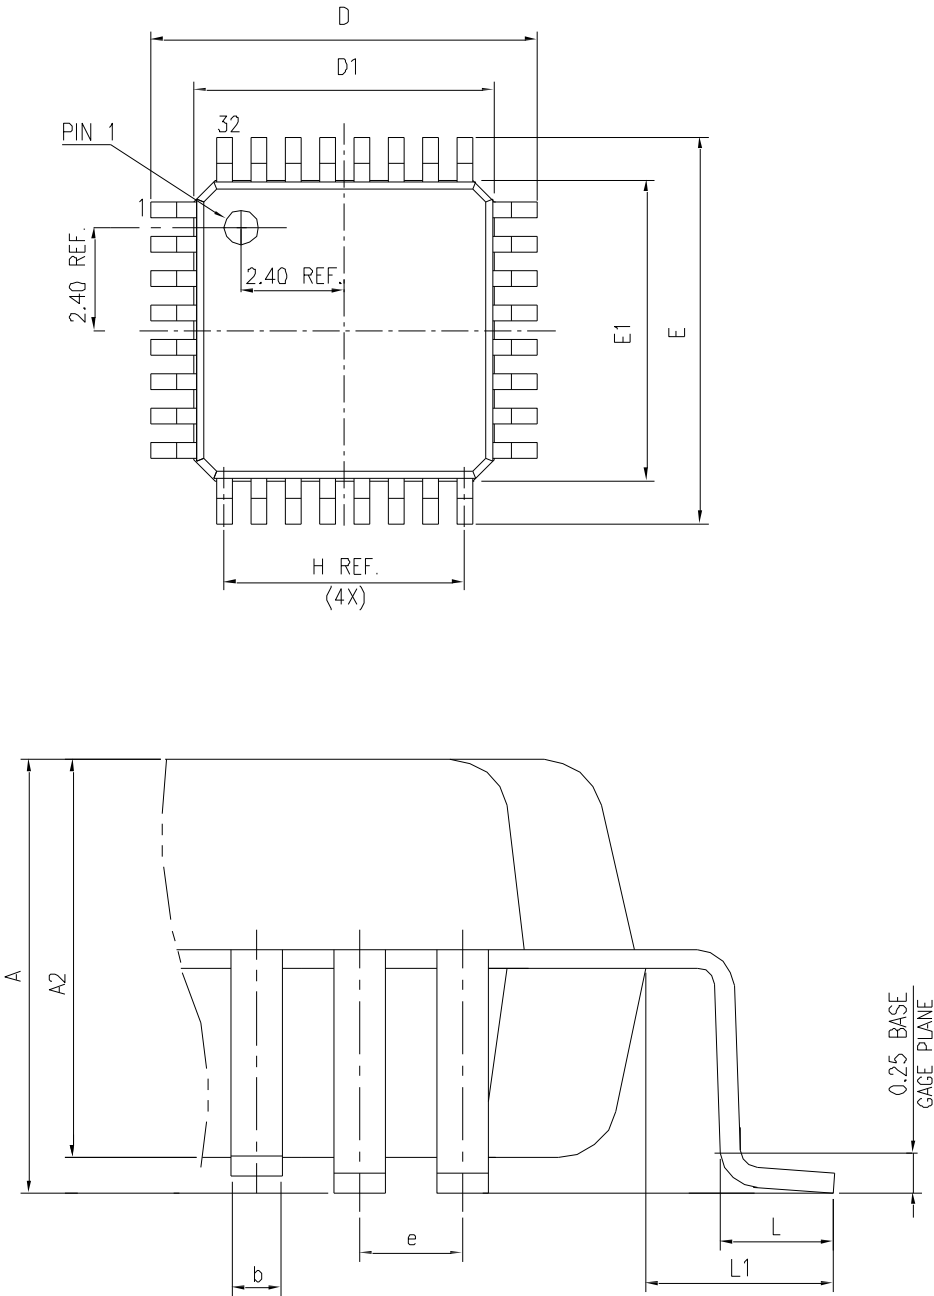 D
D1
32
PIN 1
1
2.40 REF.
2.40 REF.
E1
E
H REF.
(4X)
A
A2
0.25 BASE
GAGE PLANE
L
e
L1
b